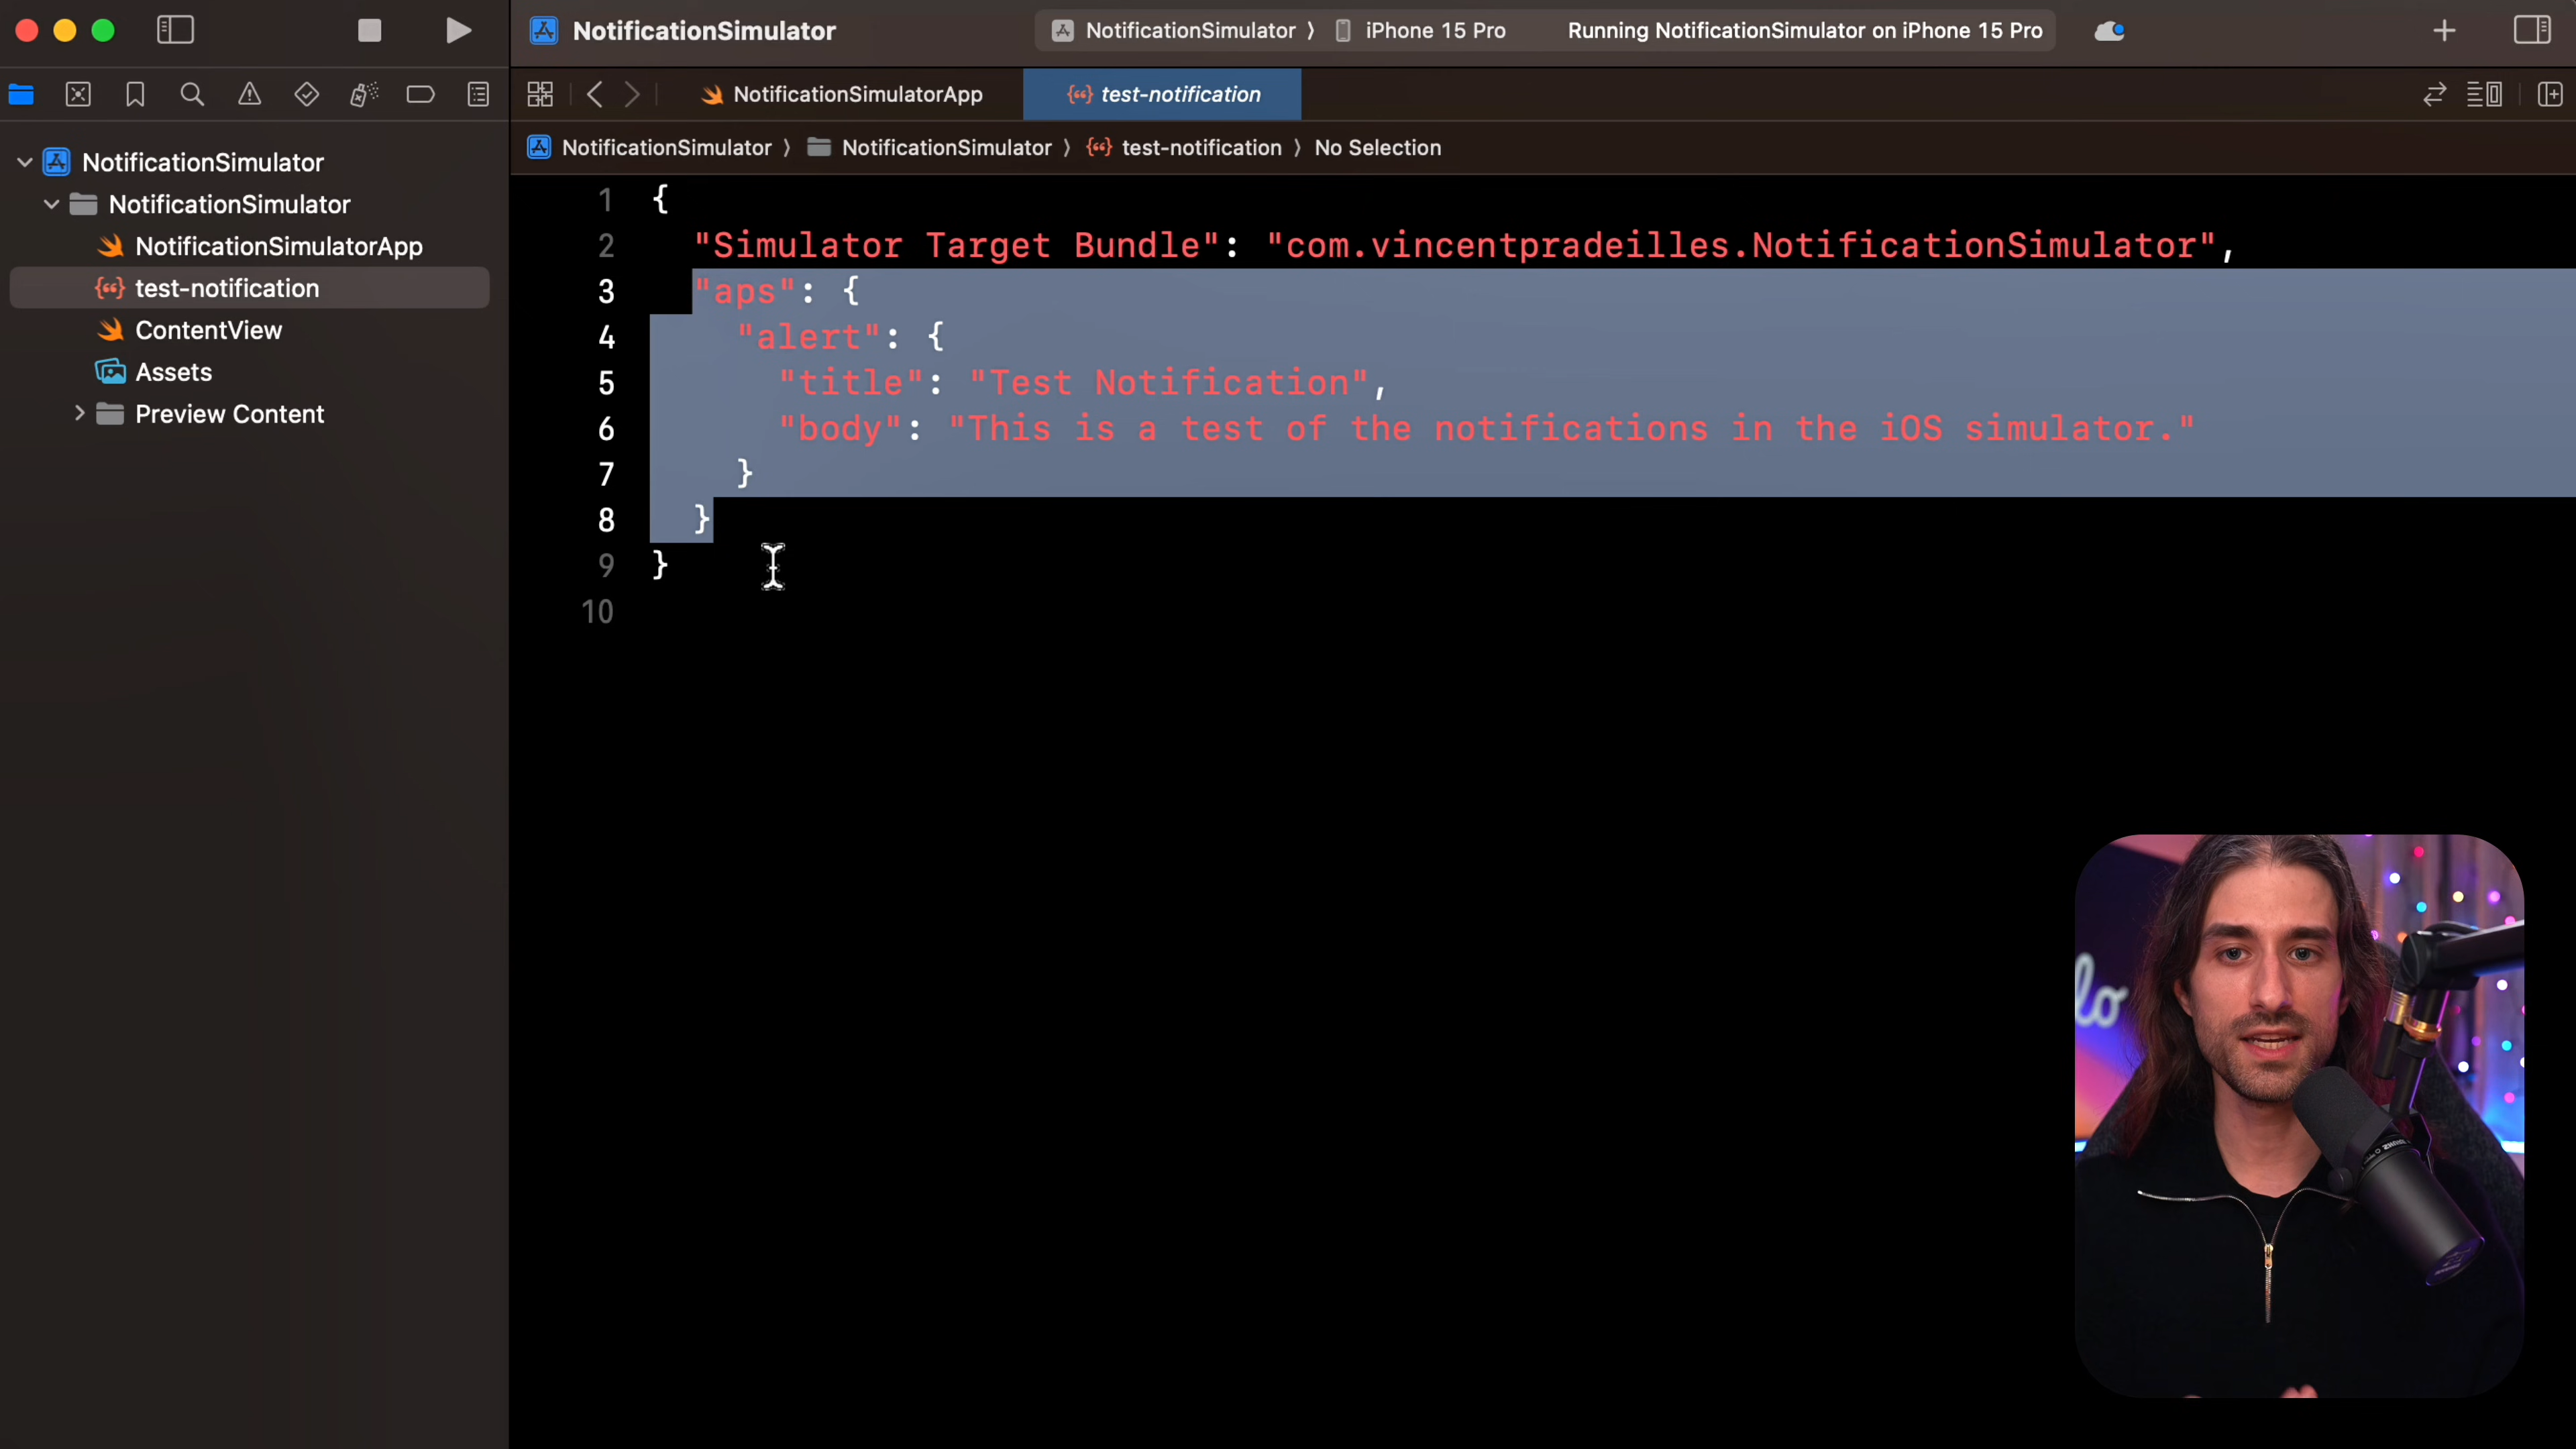 NotificationSimulator
NotificationSimulator ⟩ iPhone 15 Pro
Running NotificationSimulator on iPhone 15 Pro
NotificationSimulatorApp
test-notification
NotificationSimulator ⟩ NotificationSimulator ⟩ test-notification ⟩ No Selection
NotificationSimulator
NotificationSimulator
NotificationSimulatorApp
test-notification
ContentView
Assets
Preview Content
1 {
2 "Simulator Target Bundle": "com.vincentpradeilles.NotificationSimulator",
3 "aps": {
4 "alert": {
5 "title": "Test Notification",
6 "body": "This is a test of the notifications in the iOS simulator."
7 }
8 }
9 }
10
lo